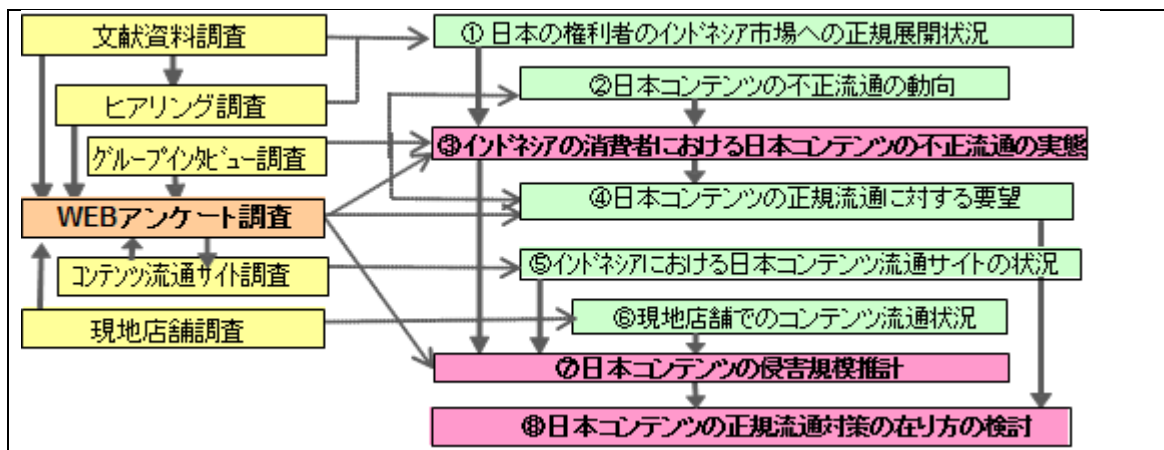 文献資料調査
ヒアリング調査
グループインタビュー調査
WEBアンケート調査
コンテンツ流通サイト調査
現地店舗調査
①日本の権利者のインドネシア市場への正規展開状況
②日本コンテンツの不正流通の動向
③インドネシアの消費者における日本コンテンツの不正流通の実態
④日本コンテンツの正規流通に対する要望
⑤インドネシアにおける日本コンテンツ流通サイトの状況
⑥現地店舗でのコンテンツ流通状況
⑦日本コンテンツの侵害規模推計
⑧日本コンテンツの正規流通対策の在り方の検討